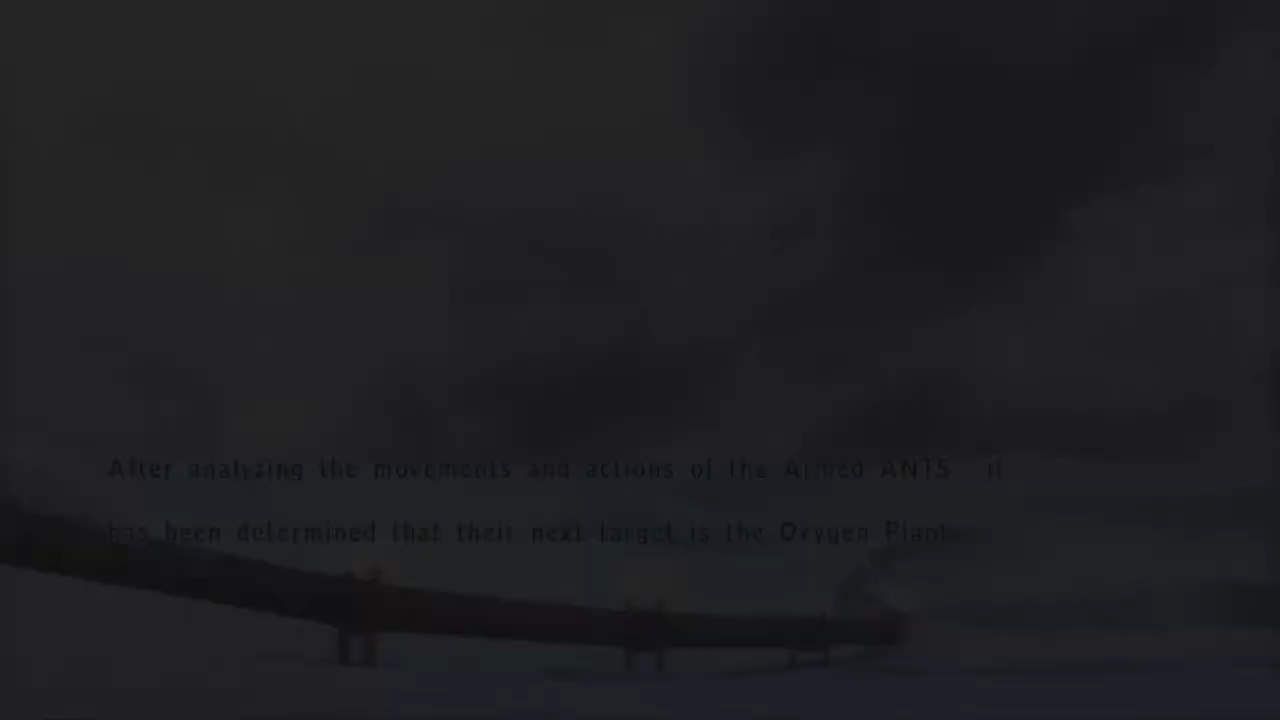 After analyzing the movements and actions of the Armed ANTS, it
has been determined that their next target is the Oxygen Plant.